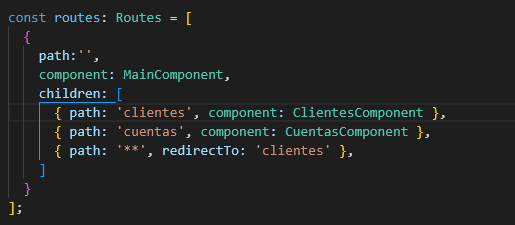 const routes: Routes = [
  {
    path:'',
    component: MainComponent,
    children: [
      { path: 'clientes', component: ClientesComponent },
      { path: 'cuentas', component: CuentasComponent },
      { path: '**', redirectTo: 'clientes' },
    ]
  }
];